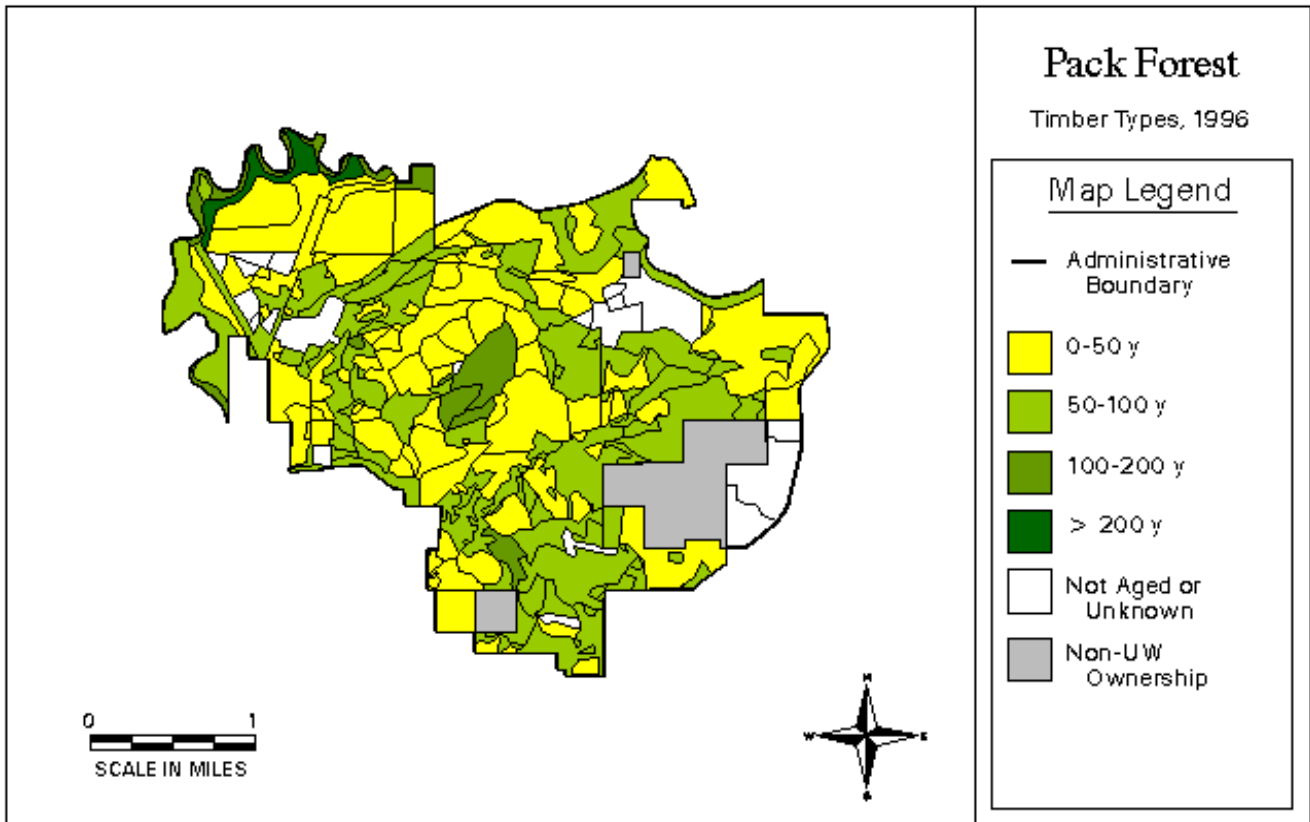 Pack Forest
Timber Types, 1996
Map Legend
Administrative
Boundary
0-50 y
50-100 y
100-200 y
> 200 y
Not Aged or
Unknown
Non-UW
Ownership
0 1
SCALE IN MILES
N
W E
S